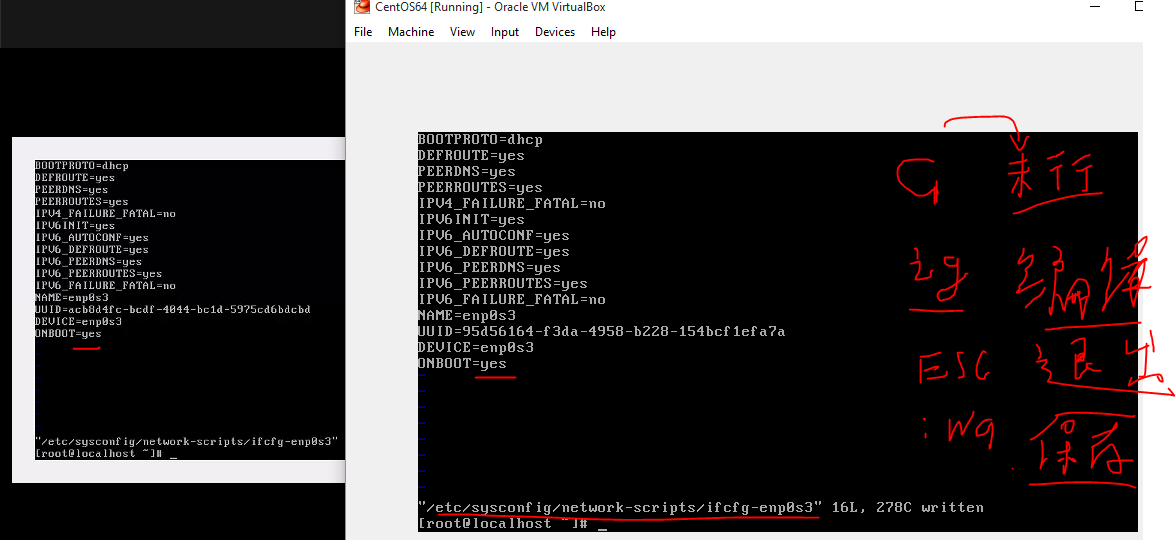 CentOS64 [Running] - Oracle VM VirtualBox
File Machine View Input Devices Help
BOOTPROTO=dhcp
DEFROUTE=yes
PEERDNS=yes
PEERROUTES=yes
IPV4_FAILURE_FATAL=no
IPV6INIT=yes
IPV6_AUTOCONF=yes
IPV6_DEFROUTE=yes
IPV6_PEERDNS=yes
IPV6_PEERROUTES=yes
IPV6_FAILURE_FATAL=no
NAME=enp0s3
UUID=acb8d4fc-bcdf-4044-bc1d-5975cd6bdcbd
DEVICE=enp0s3
ONBOOT=yes
"/etc/sysconfig/network-scripts/ifcfg-enp0s3"
[root@localhost ~]# _
BOOTPROTO=dhcp
DEFROUTE=yes
PEERDNS=yes
PEERROUTES=yes
IPV4_FAILURE_FATAL=no
IPV6INIT=yes
IPV6_AUTOCONF=yes
IPV6_DEFROUTE=yes
IPV6_PEERDNS=yes
IPV6_PEERROUTES=yes
IPV6_FAILURE_FATAL=no
NAME=enp0s3
UUID=95d56164-f3da-4958-b228-154bcf1efa7a
DEVICE=enp0s3
ONBOOT=yes
"/etc/sysconfig/network-scripts/ifcfg-enp0s3" 16L, 278C written
[root@localhost ~]# _
G 末行
编辑
ESC 退出
:wq 保存